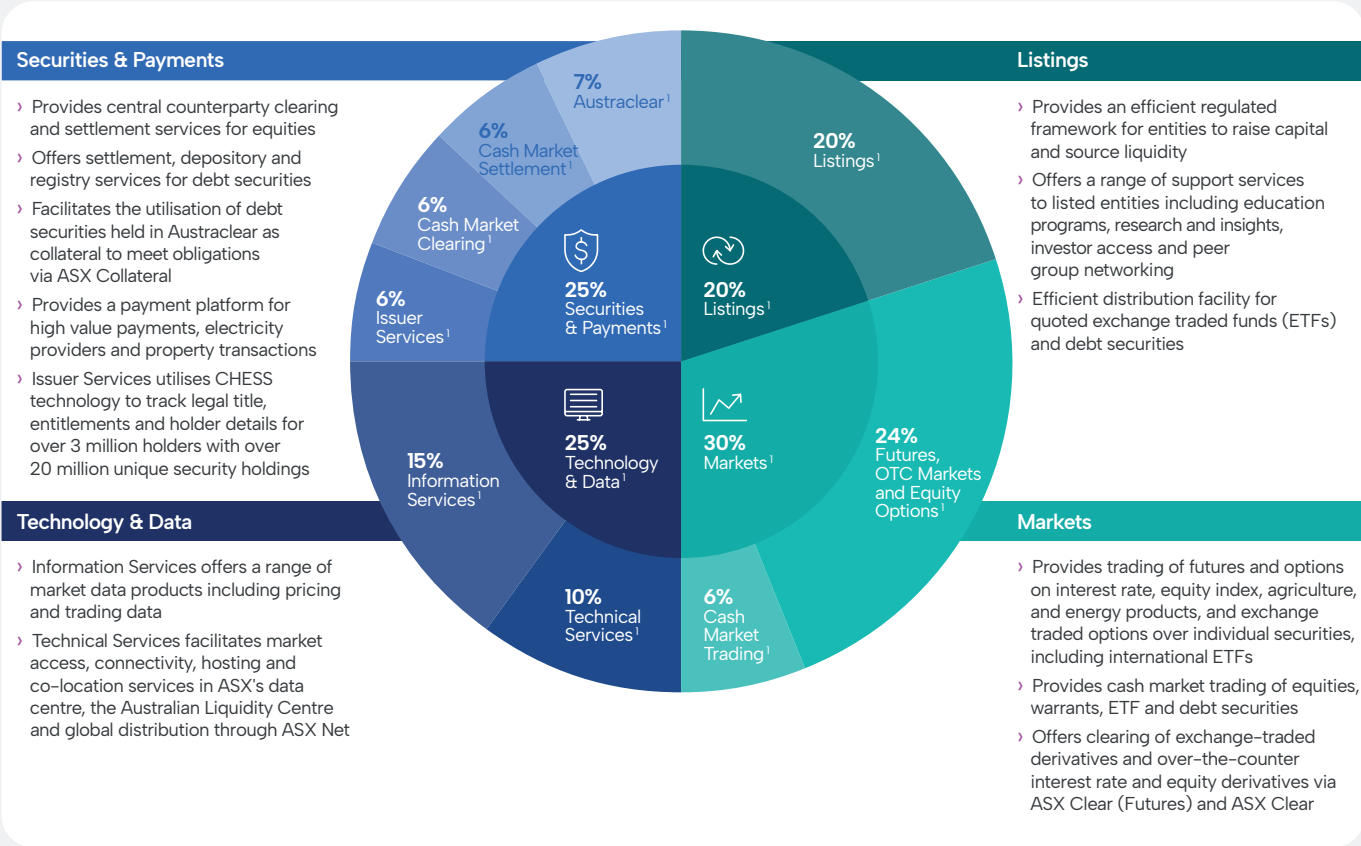 Securities & Payments
› Provides central counterparty clearing
and settlement services for equities
› Offers settlement, depository and
registry services for debt securities
› Facilitates the utilisation of debt
securities held in Austraclear as
collateral to meet obligations
via ASX Collateral
› Provides a payment platform for
high value payments, electricity
providers and property transactions
› Issuer Services utilises CHESS
technology to track legal title,
entitlements and holder details for
over 3 million holders with over
20 million unique security holdings
Technology & Data
› Information Services offers a range of
market data products including pricing
and trading data
› Technical Services facilitates market
access, connectivity, hosting and
co-location services in ASX's data
centre, the Australian Liquidity Centre
and global distribution through ASX Net
7%
Austraclear¹
6%
Cash Market
Settlement¹
6%
Cash Market
Clearing¹
6%
Issuer
Services¹
15%
Information
Services¹
10%
Technical
Services¹
25%
Securities
& Payments¹
20%
Listings¹
25%
Technology
& Data¹
30%
Markets¹
20%
Listings¹
24%
Futures,
OTC Markets
and Equity
Options¹
6%
Cash
Market
Trading¹
Listings
› Provides an efficient regulated
framework for entities to raise capital
and source liquidity
› Offers a range of support services
to listed entities including education
programs, research and insights,
investor access and peer
group networking
› Efficient distribution facility for
quoted exchange traded funds (ETFs)
and debt securities
Markets
› Provides trading of futures and options
on interest rate, equity index, agriculture,
and energy products, and exchange
traded options over individual securities,
including international ETFs
› Provides cash market trading of equities,
warrants, ETF and debt securities
› Offers clearing of exchange-traded
derivatives and over-the-counter
interest rate and equity derivatives via
ASX Clear (Futures) and ASX Clear